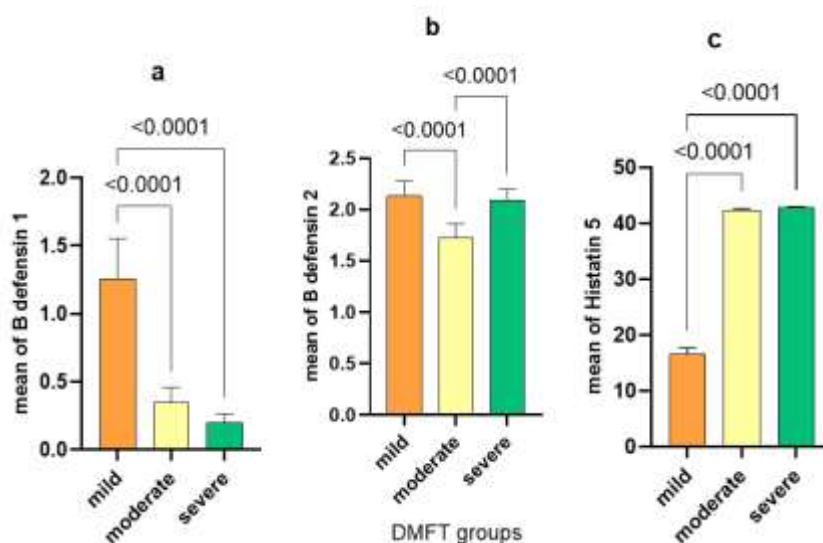 a
<0.0001
<0.0001
mean of B defensin 1
2.0
1.5
1.0
0.5
0.0
mild
moderate
severe
b
<0.0001
<0.0001
mean of B defensin 2
2.5
2.0
1.5
1.0
0.5
0.0
mild
moderate
severe
DMFT groups
c
<0.0001
<0.0001
mean of Histatin 5
50
40
30
20
10
0
mild
moderate
severe